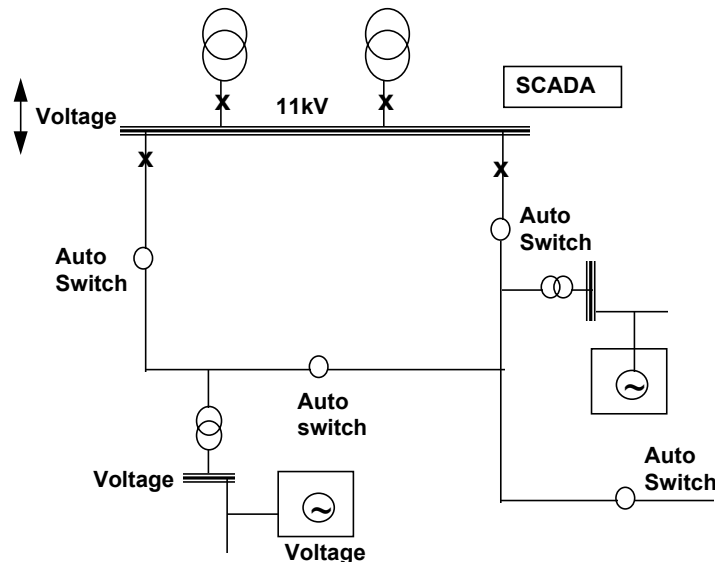 SCADA
Voltage
11kV
x
x
x
x
Auto
Switch
Auto
Switch
Auto
switch
~
Voltage
~
Voltage
Auto
Switch